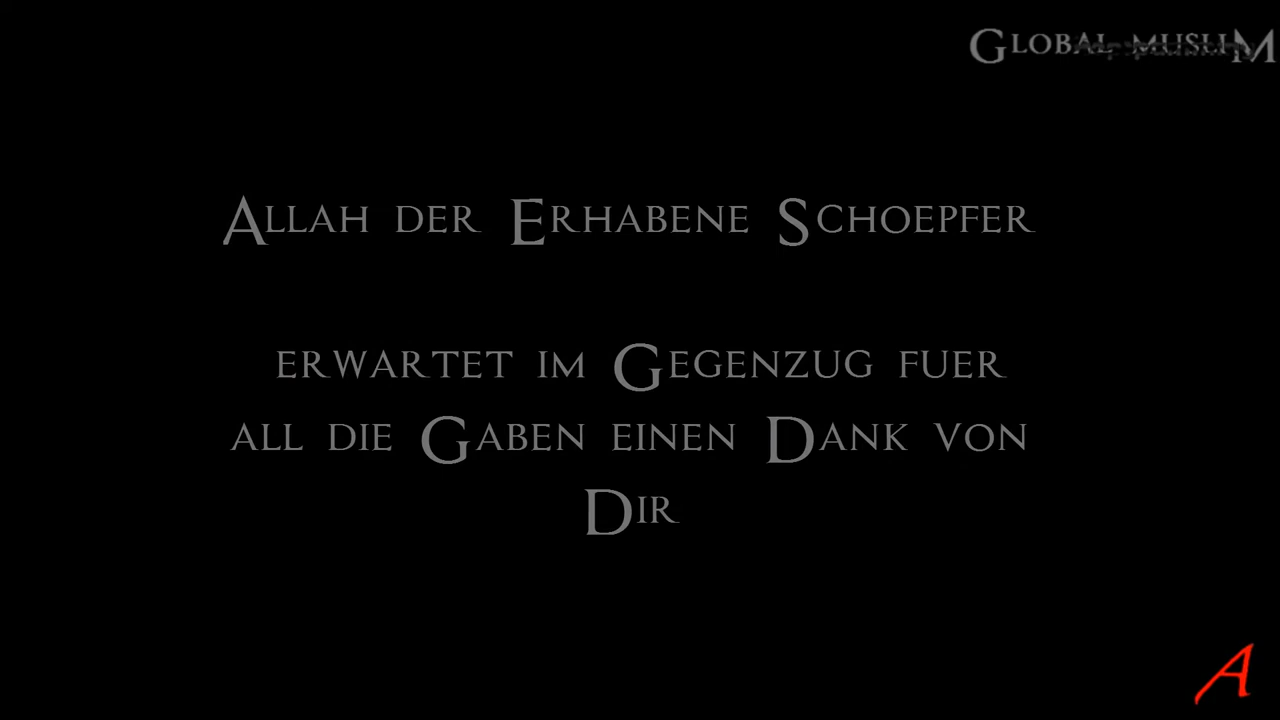 GLOBAL MUSLIM
ALLAH DER ERHABENE SCHOEPFER
ERWARTET IM GEGENZUG FUER
ALL DIE GABEN EINEN DANK VON
DIR
A